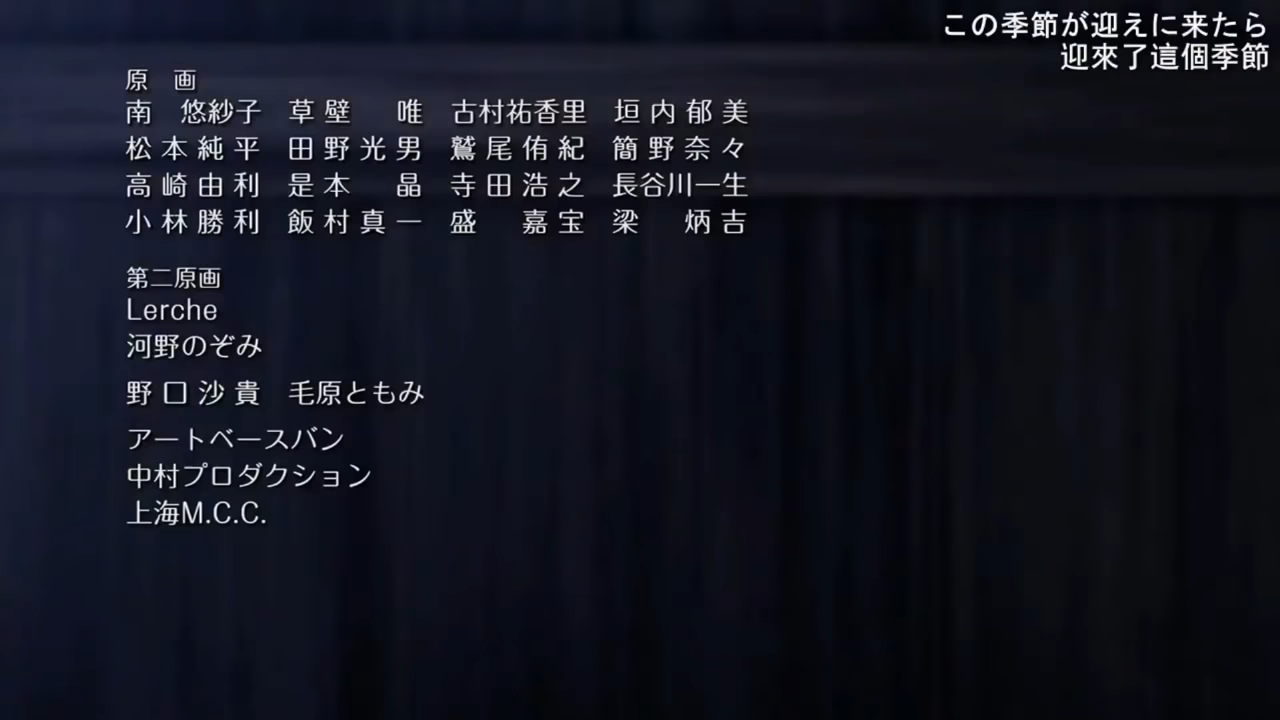 この季節が迎えに来たら
迎來了這個季節
原 画
南 悠紗子 草壁 唯 古村祐香里 垣内郁美
松本純平 田野光男 鷲尾侑紀 簡野奈々
高崎由利 是本 晶 寺田浩之 長谷川一生
小林勝利 飯村真一 盛 嘉宝 梁 炳吉
第二原画
Lerche
河野のぞみ
野口沙貴 毛原ともみ
アートベースバン
中村プロダクション
上海M.C.C.